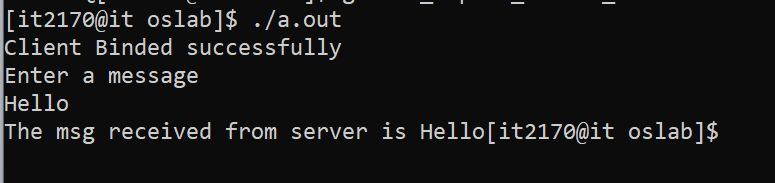 [it2170@it oslab]$ ./a.out
Client Binded successfully
Enter a message
Hello
The msg received from server is Hello[it2170@it oslab]$